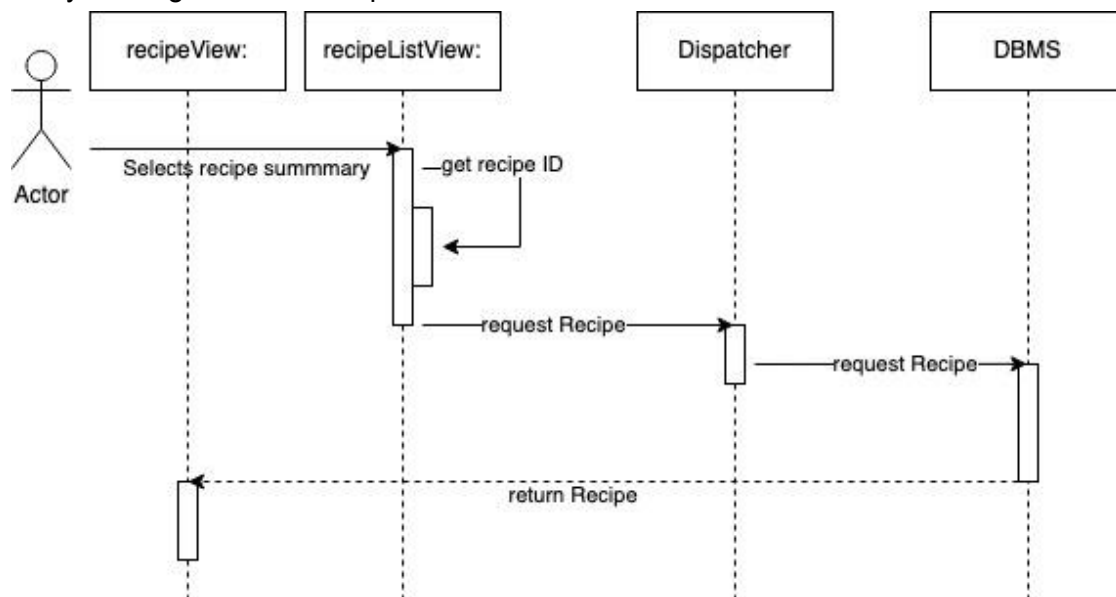 recipeView:
recipeListView:
Dispatcher
DBMS
Actor
Selects recipe summmary
get recipe ID
request Recipe
request Recipe
return Recipe